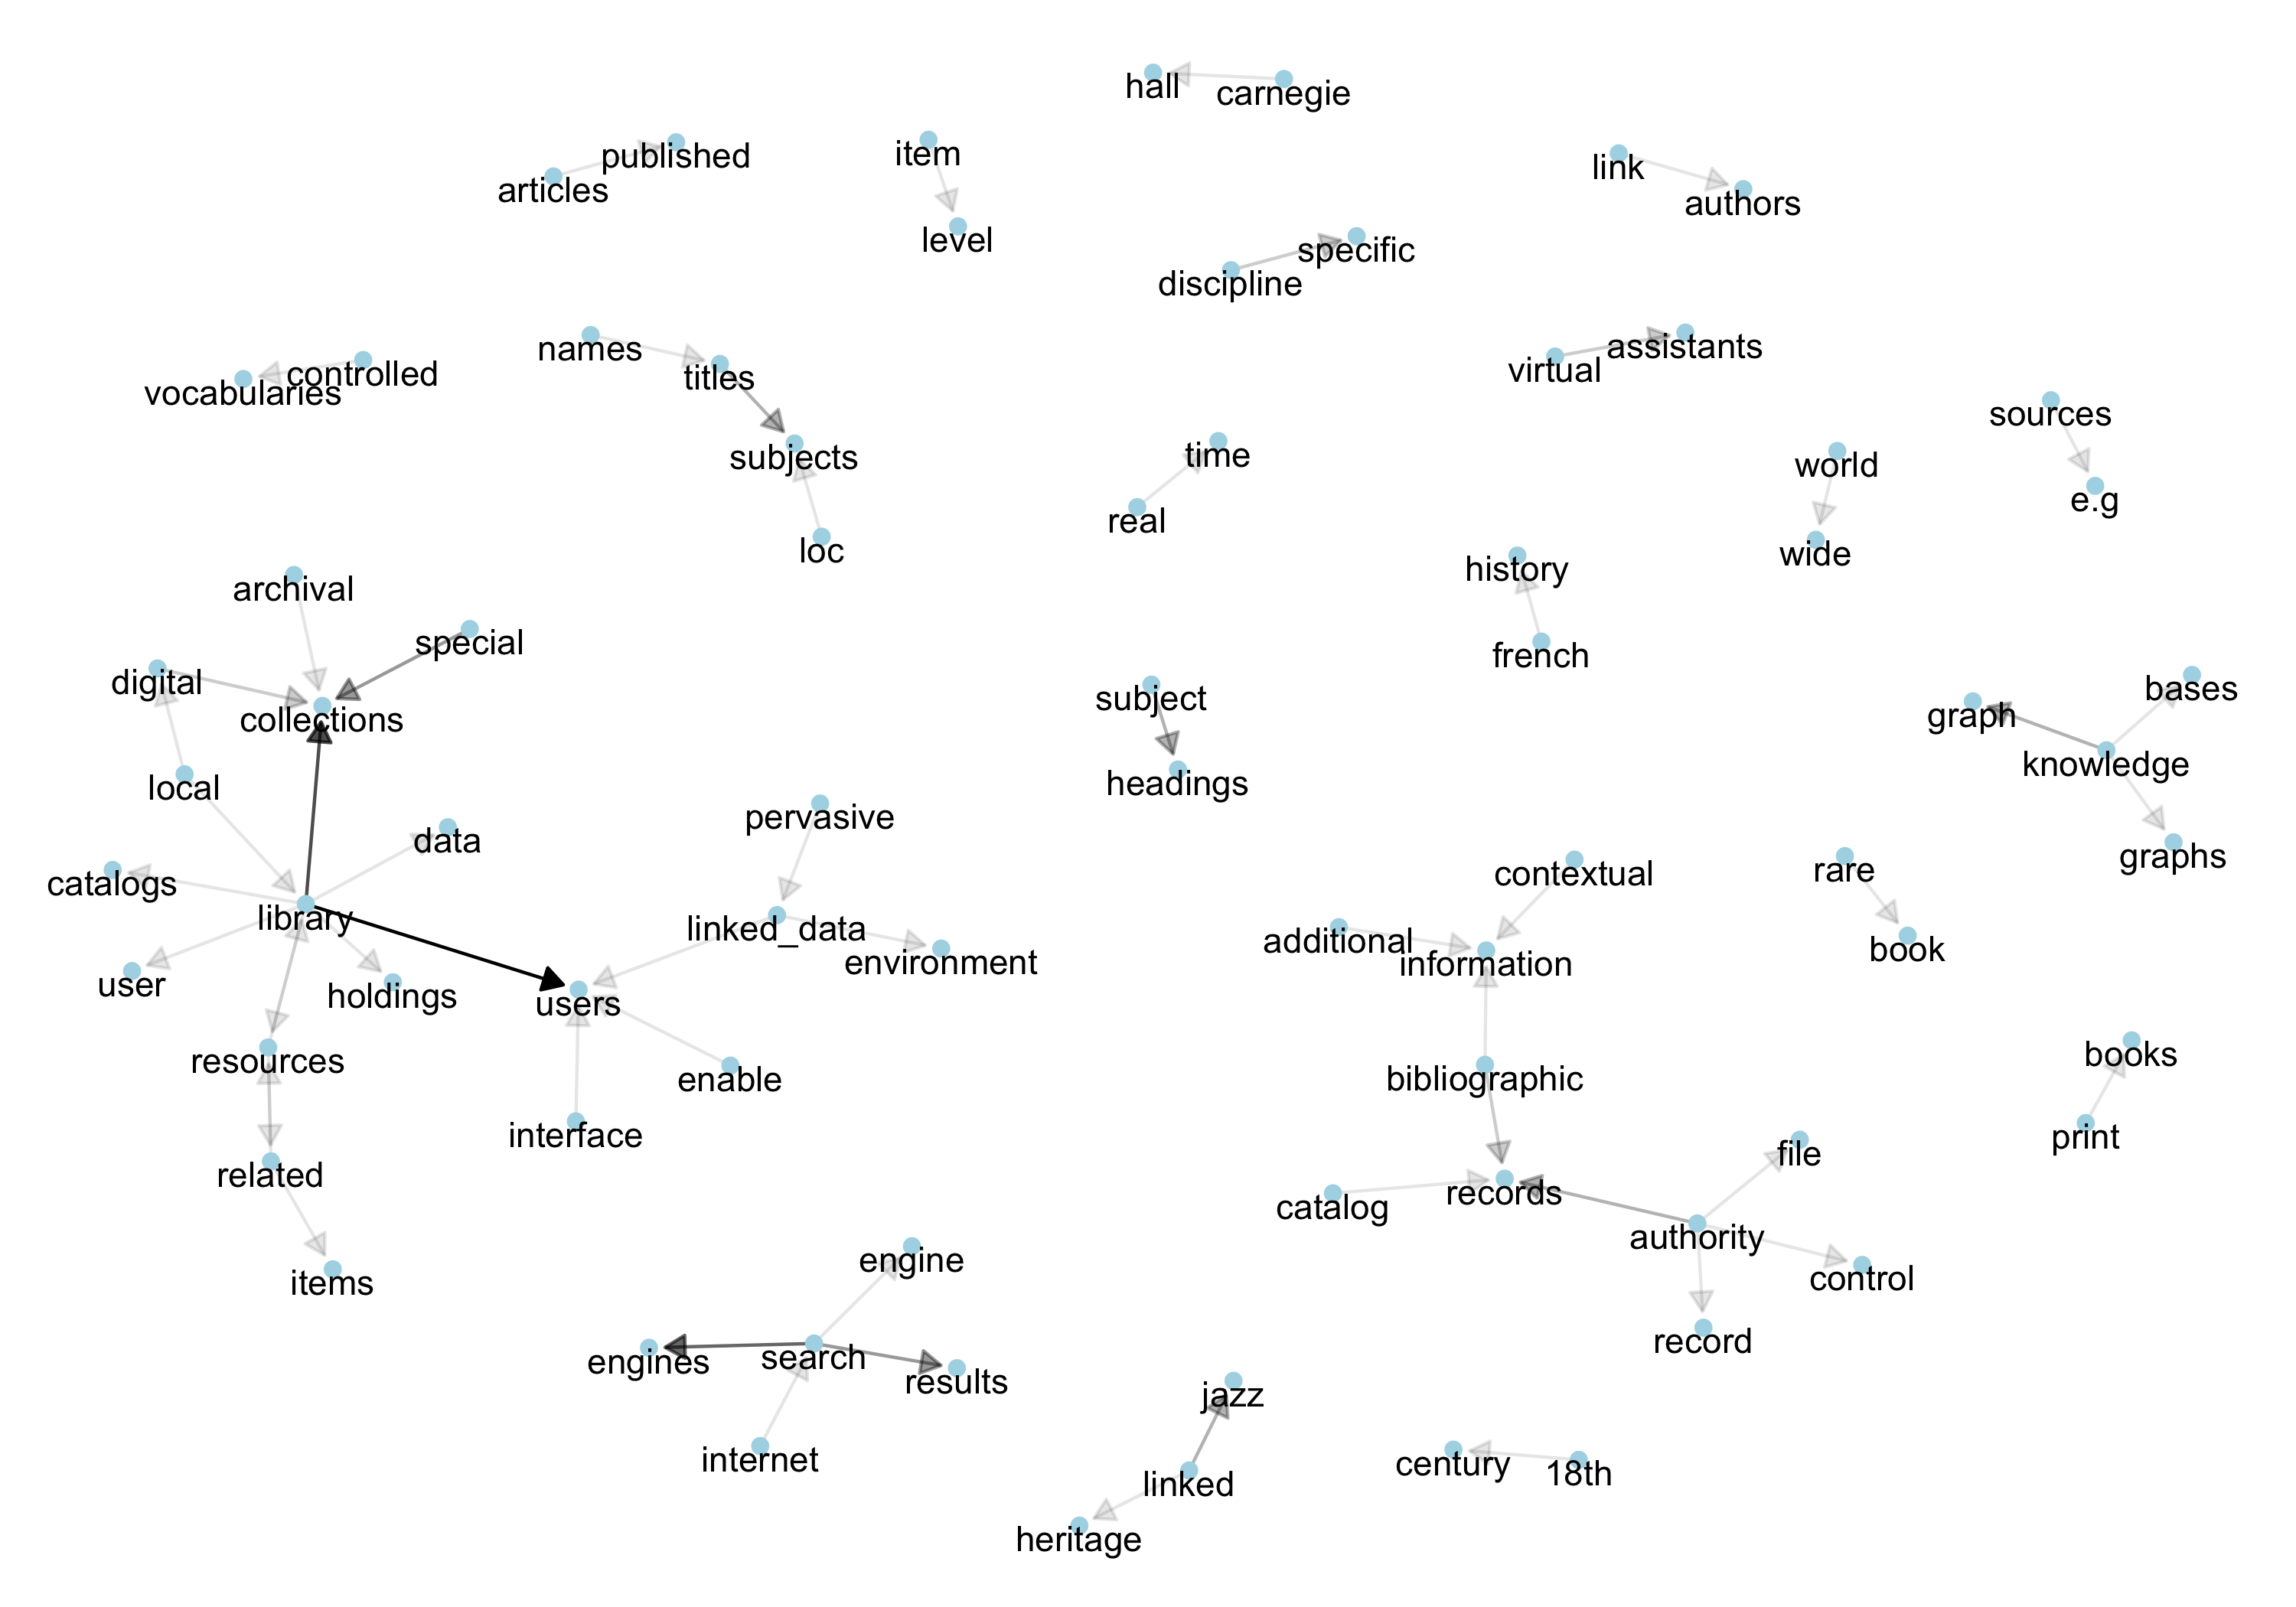 hall
carnegie
published
articles
item
level
link
authors
specific
discipline
names
titles
subjects
loc
controlled
vocabularies
virtual
assistants
sources
e.g
world
wide
time
real
history
french
archival
special
digital
collections
local
data
catalogs
library
user
holdings
users
resources
related
items
pervasive
linked_data
environment
enable
interface
subject
headings
bases
graph
knowledge
graphs
contextual
additional
information
rare
book
bibliographic
books
print
file
catalog
records
authority
control
record
engine
engines
search
results
internet
jazz
linked
heritage
century
18th